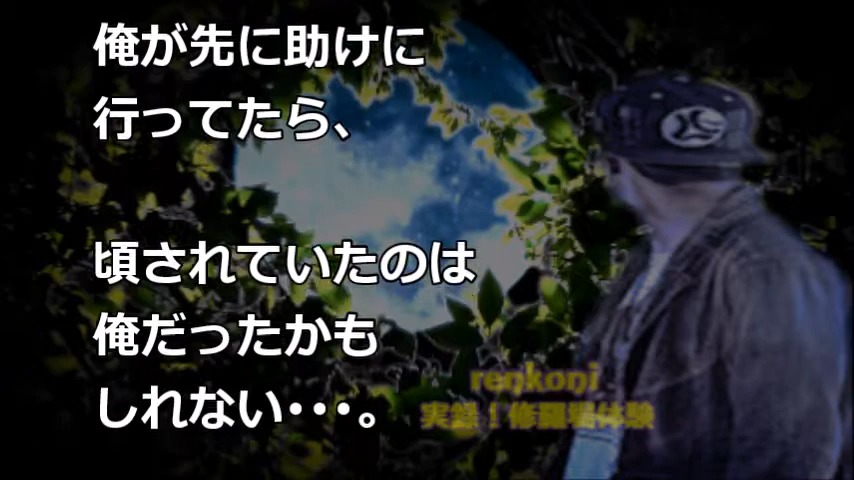 俺が先に助けに
行ってたら、
頃されていたのは
俺だったかも
しれない･･･。
renkoni
実録！修羅場体験